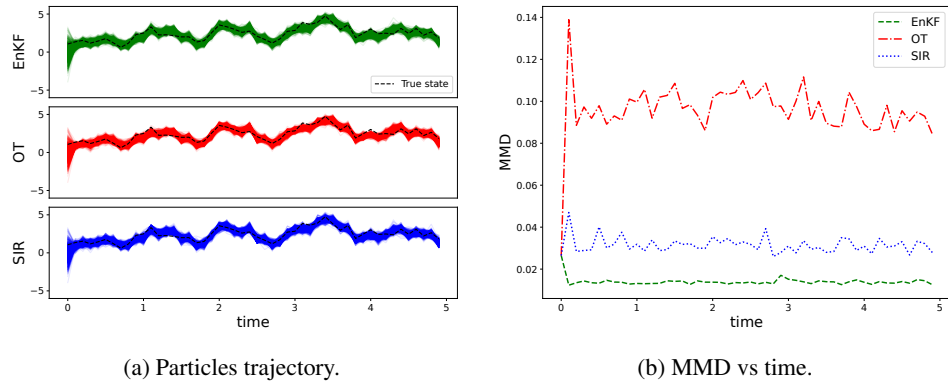 5
0
−5
EnKF
True state
5
0
−5
OT
5
0
−5
SIR
0 1 2 3 4 5
time
0.14
0.12
0.10
0.08
0.06
0.04
0.02
MMD
EnKF
OT
SIR
0 1 2 3 4 5
time
(a) Particles trajectory.
(b) MMD vs time.